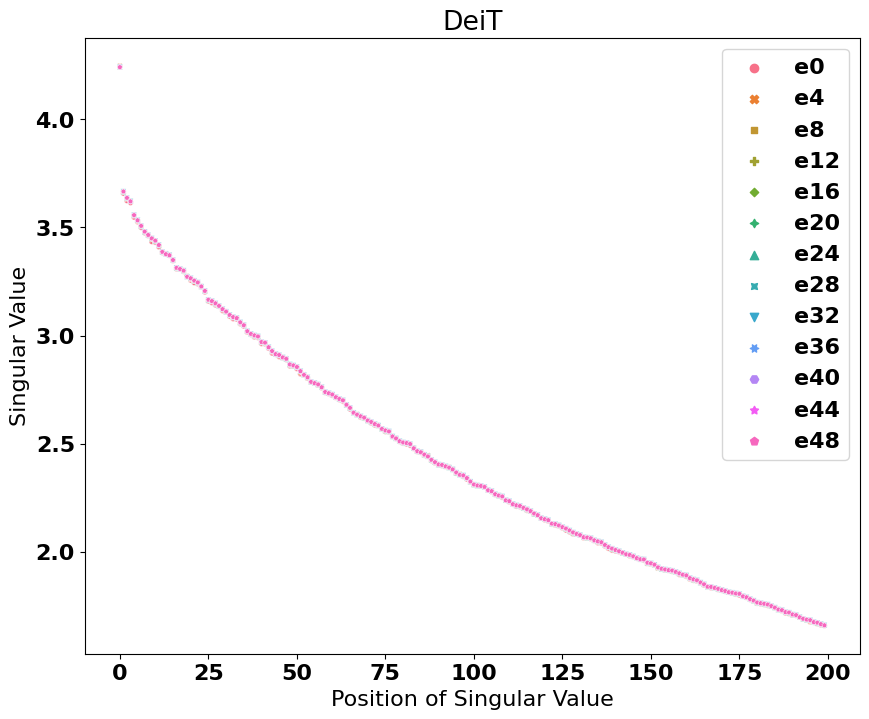 DeiT
Singular Value
4.0
3.5
3.0
2.5
2.0
e0
e4
e8
e12
e16
e20
e24
e28
e32
e36
e40
e44
e48
0 25 50 75 100 125 150 175 200
Position of Singular Value